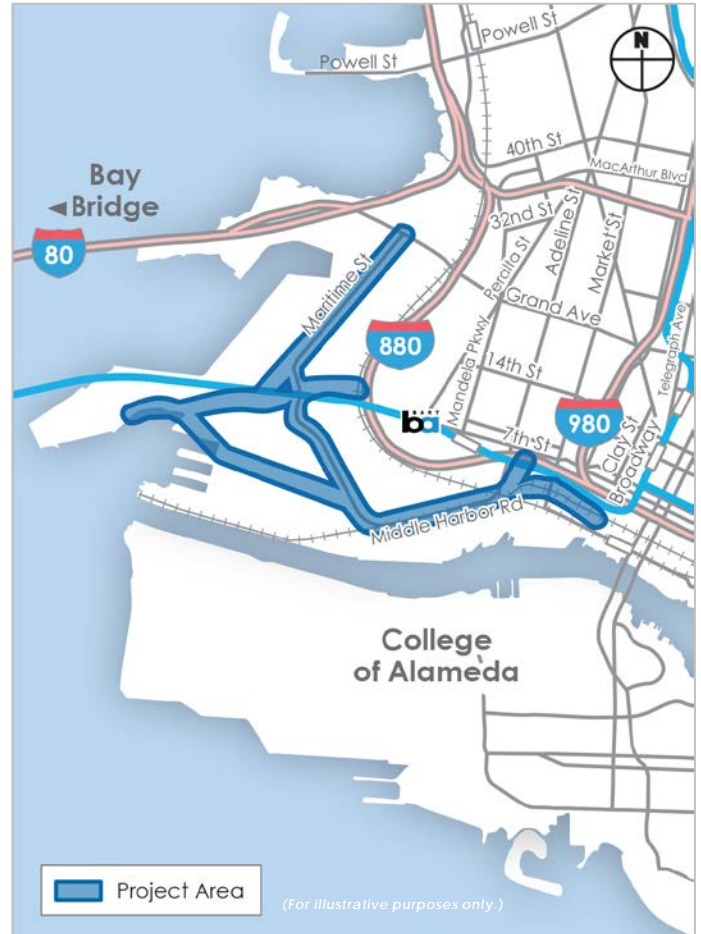 Powell St
Powell St
N
40th St
MacArthur Blvd
Bay
Bridge
80
32nd St
Peralta St
Adeline St
Market St
Maritime St
Grand Ave
880
Telegraph Ave
14th St
Mandela Pkwy
BART
ba
7th St
980
Clay St
Broadway
Middle Harbor Rd
College
of Alameda
Project Area
(For illustrative purposes only.)